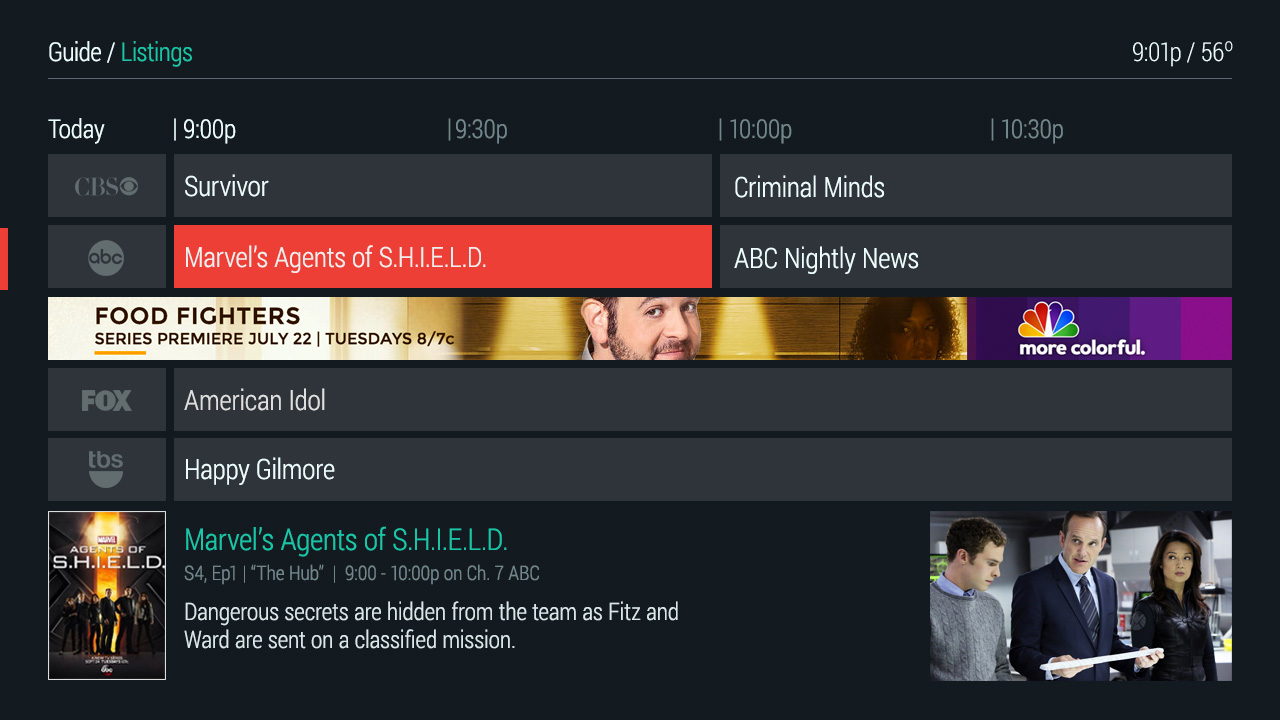 Guide / Listings
9:01p / 56º
Today | 9:00p | 9:30p | 10:00p | 10:30p
CBS
Survivor
Criminal Minds
abc
Marvel's Agents of S.H.I.E.L.D.
ABC Nightly News
FOOD FIGHTERS
SERIES PREMIERE JULY 22 | TUESDAYS 8/7c
more colorful.
FOX
American Idol
tbs
Happy Gilmore
MARVEL
AGENTS OF
S.H.I.E.L.D.
abc
Marvel's Agents of S.H.I.E.L.D.
S4, Ep1 | “The Hub” | 9:00 - 10:00p on Ch. 7 ABC
Dangerous secrets are hidden from the team as Fitz and
Ward are sent on a classified mission.